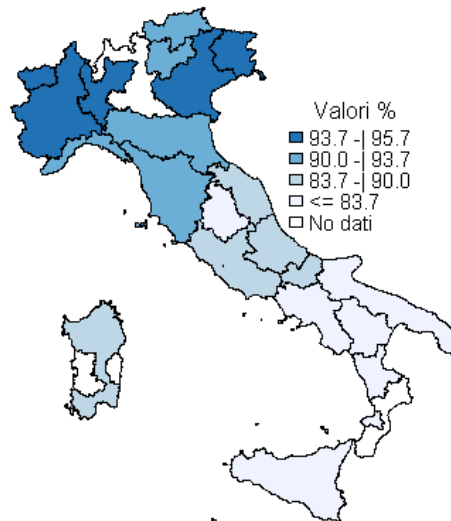 Valori %
93.7 -| 95.7
90.0 -| 93.7
83.7 -| 90.0
<= 83.7
No dati